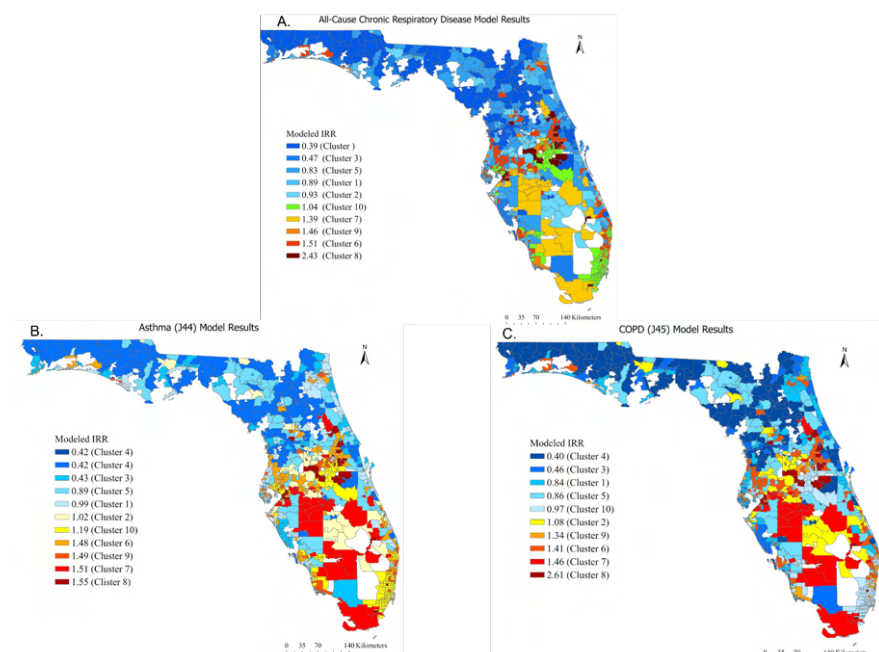 A.
All-Cause Chronic Respiratory Disease Model Results
N
Modeled IRR
0.39 (Cluster )
0.47 (Cluster 3)
0.83 (Cluster 5)
0.89 (Cluster 1)
0.93 (Cluster 2)
1.04 (Cluster 10)
1.39 (Cluster 7)
1.46 (Cluster 9)
1.51 (Cluster 6)
2.43 (Cluster 8)
0 35 70 140 Kilometers
B.
Asthma (J44) Model Results
N
Modeled IRR
0.42 (Cluster 4)
0.42 (Cluster 4)
0.43 (Cluster 3)
0.89 (Cluster 5)
0.99 (Cluster 1)
1.02 (Cluster 2)
1.19 (Cluster 10)
1.48 (Cluster 6)
1.49 (Cluster 9)
1.51 (Cluster 7)
1.55 (Clister 8)
0 35 70 140 Kilometers
C.
COPD (J45) Model Results
N
Modeled IRR
0.40 (Cluster 4)
0.46 (Cluster 3)
0.84 (Cluster 1)
0.86 (Cluster 5)
0.97 (Cluster 10)
1.08 (Cluster 2)
1.34 (Cluster 9)
1.41 (Cluster 6)
1.46 (Cluster 7)
2.61 (Cluster 8)
0 35 70 140 Kilometers